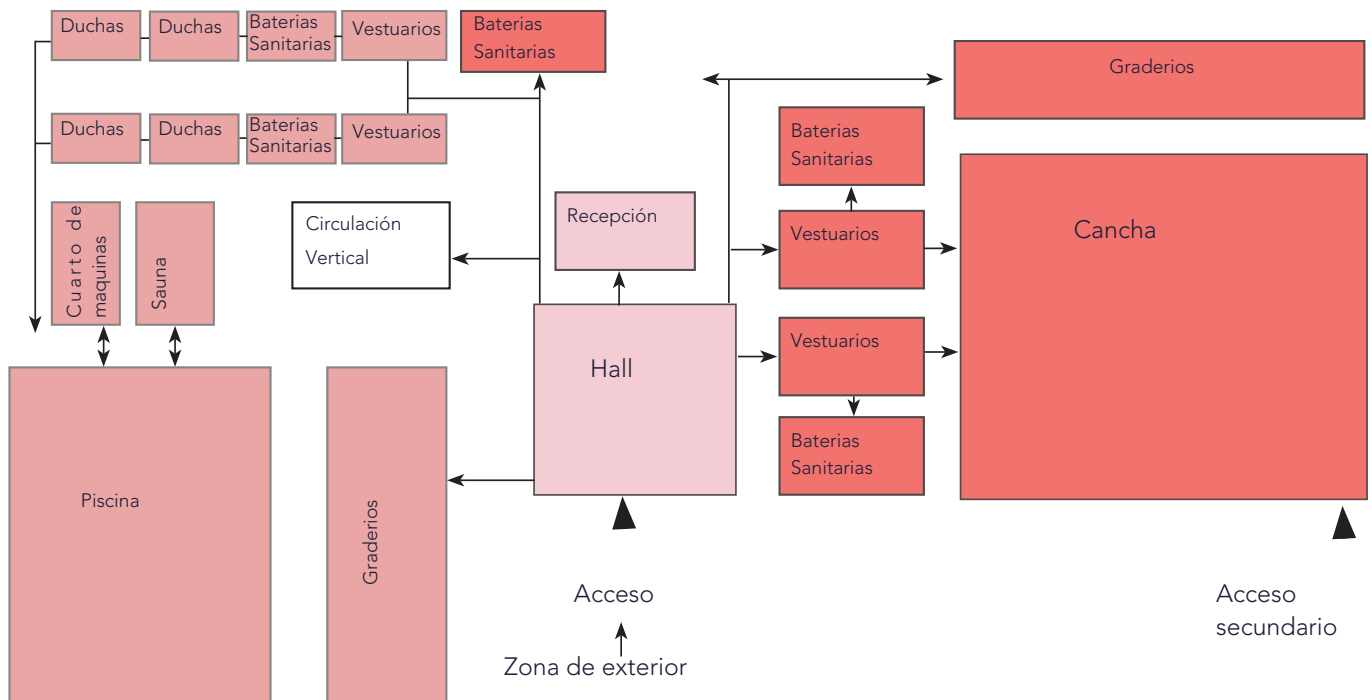 Duchas
Duchas
Baterias
Sanitarias
Vestuarios
Baterias
Sanitarias
Graderios
Duchas
Duchas
Baterias
Sanitarias
Vestuarios
Baterias
Sanitarias
Cuarto de
maquinas
Sauna
Circulación
Vertical
Recepción
Vestuarios
Cancha
Hall
Vestuarios
Baterias
Sanitarias
Piscina
Graderios
Acceso
Zona de exterior
Acceso
secundario